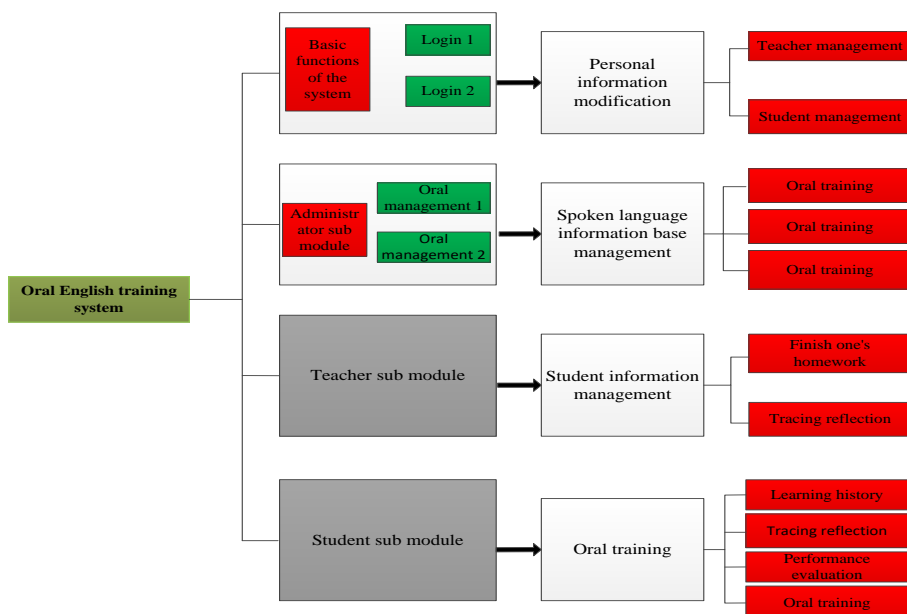 Basic
functions
of the
system
Login 1
Login 2
Personal
information
modification
Teacher management
Student management
Administr
ator sub
module
Oral
management 1
Oral
management 2
Spoken language
information base
management
Oral training
Oral training
Oral training
Oral English training
system
Teacher sub module
Student information
management
Finish one's
homework
Tracing reflection
Student sub module
Oral training
Learning history
Tracing reflection
Performance
evaluation
Oral training